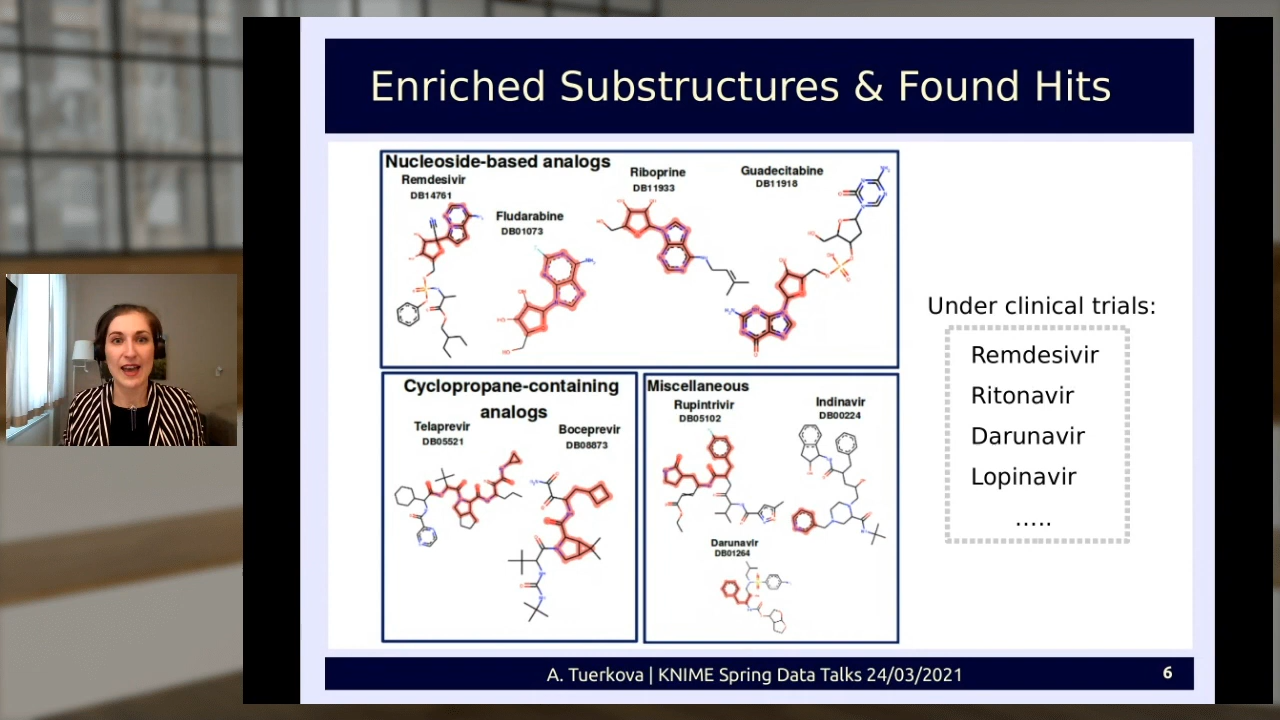 Enriched Substructures & Found Hits
Nucleoside-based analogs
Remdesivir
DB14761
Fludarabine
DB01073
Riboprine
DB11933
Guadecitabine
DB11918
Cyclopropane-containing
analogs
Telaprevir
DB05521
Boceprevir
DB08873
Miscellaneous
Rupintrivir
DB05102
Indinavir
DB00224
Darunavir
DB01264
Under clinical trials:
Remdesivir
Ritonavir
Darunavir
Lopinavir
.....
A. Tuerkova | KNIME Spring Data Talks 24/03/2021
6